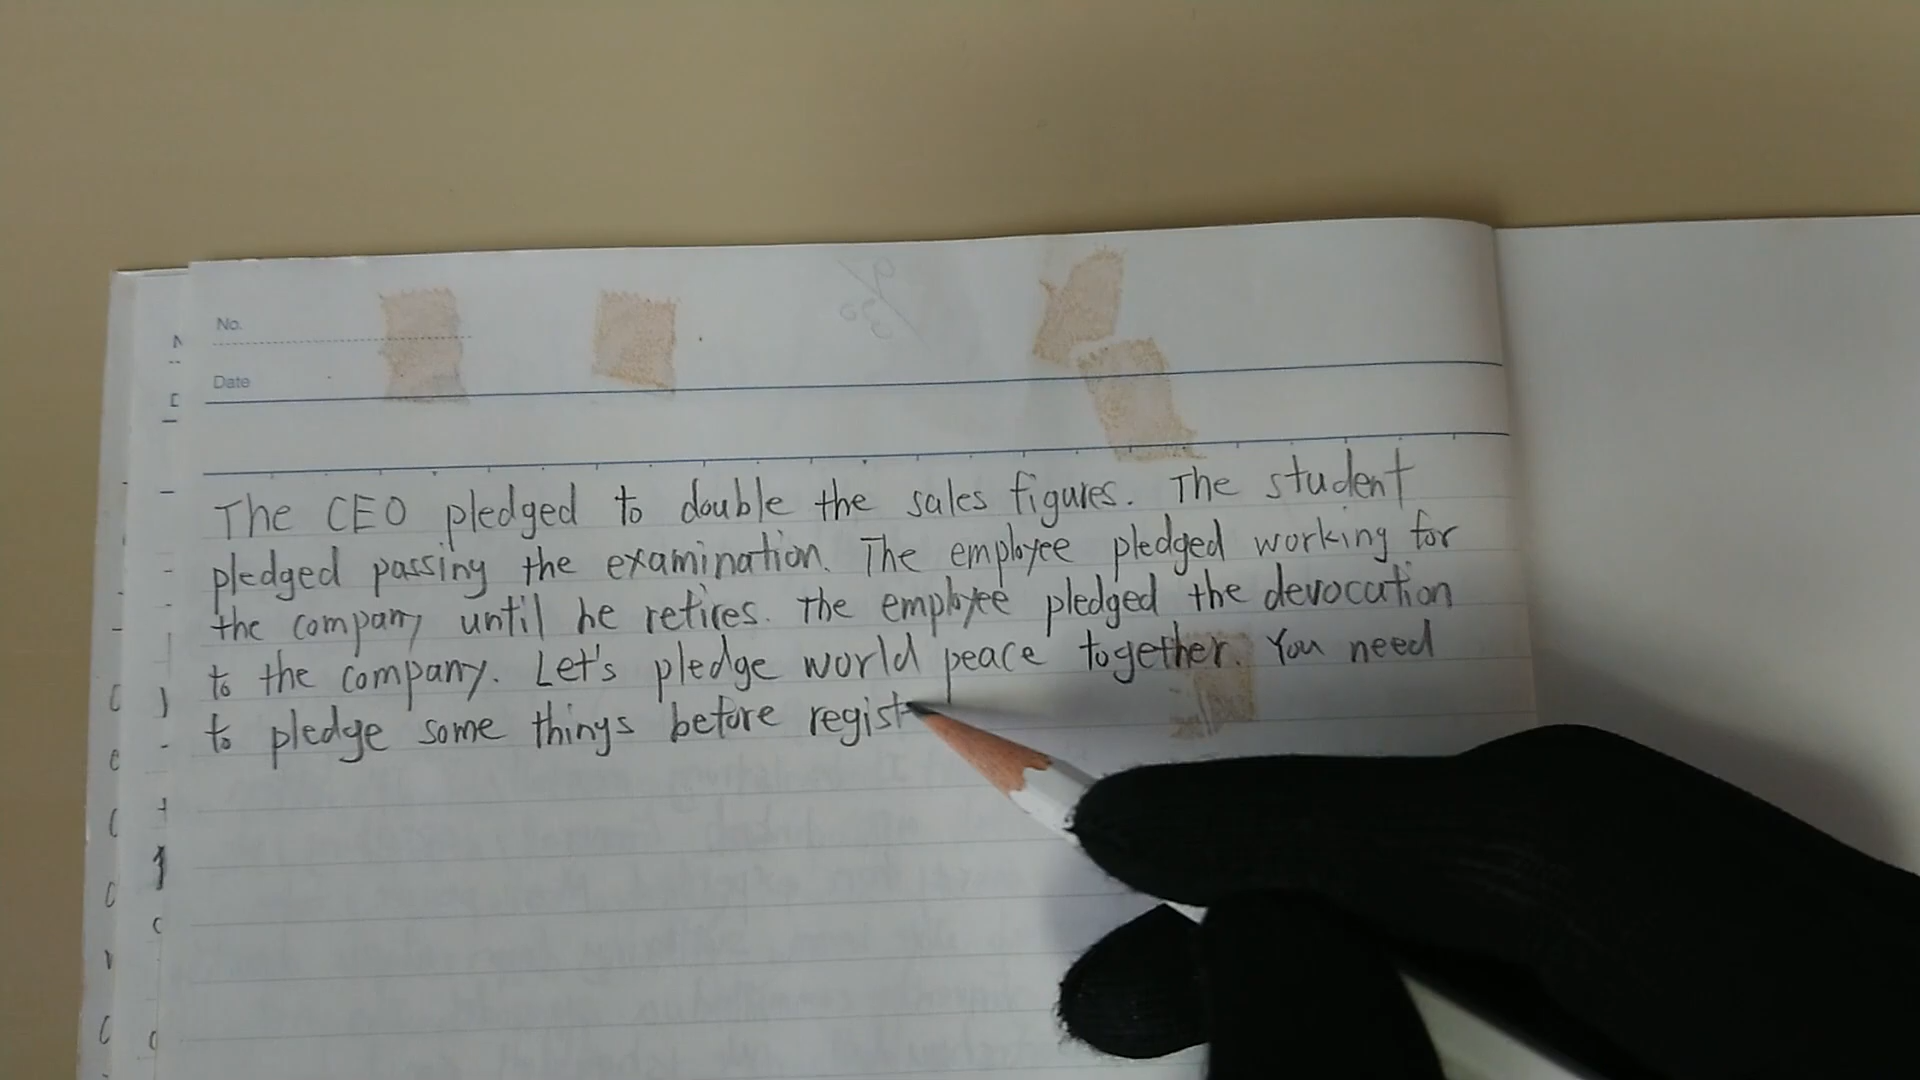 No.
Date
The CEO pledged to double the sales figures. The student
pledged passing the examination. The employee pledged working for
the company until he retires. The employee pledged the devocation
to the company. Let's pledge world peace together. You need
to pledge some things before regist